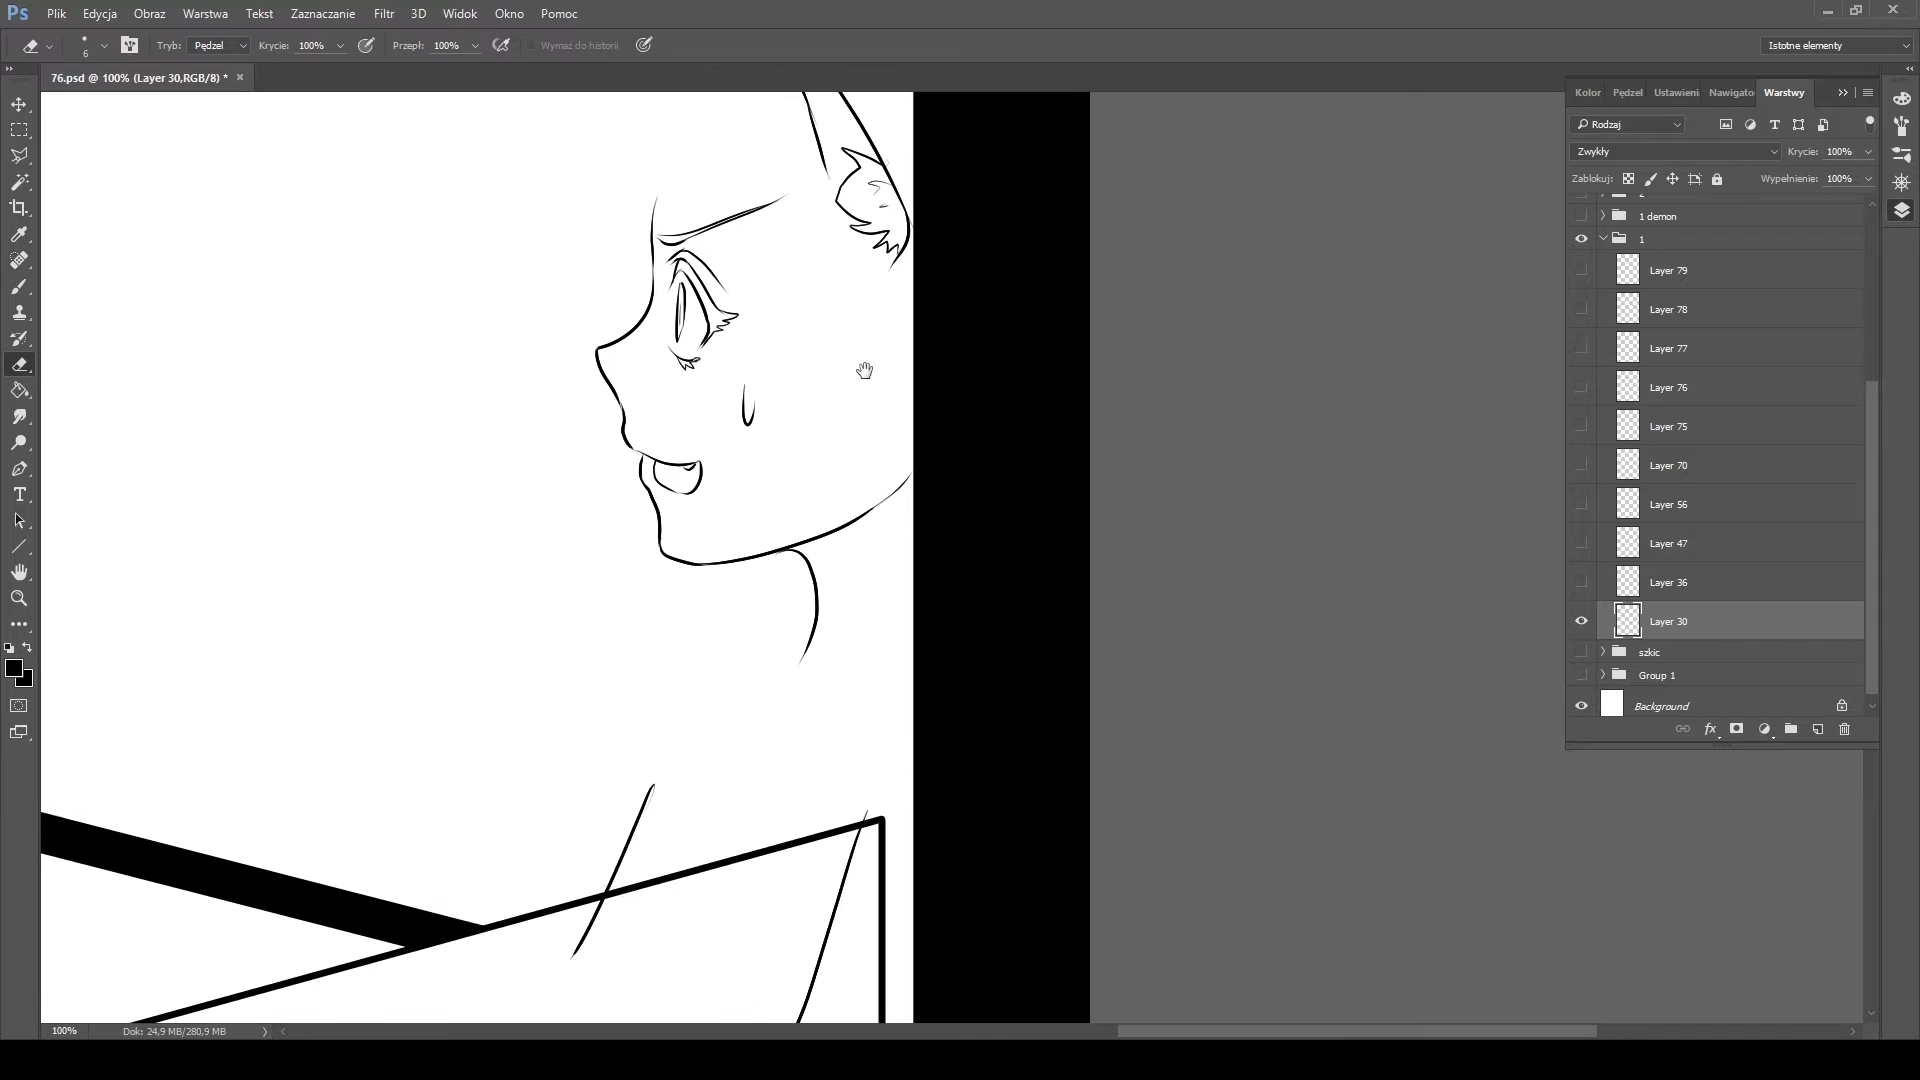 Ps Plik Edycja Obraz Warstwa Tekst Zaznaczanie Filtr 3D Widok Okno Pomoc
6 Tryb: Pędzel Krycie: 100% Przepł: 100% Wymaż do historii Istotne elementy
76.psd @ 100% (Layer 30,RGB/8) *
Kolor Pędzel Ustawieni Nawigato Warstwy
Rodzaj
Zwykły Krycie: 100%
Zablokuj: Wypełnienie: 100%
1 demon
1
Layer 79
Layer 78
Layer 77
Layer 76
Layer 75
Layer 70
Layer 56
Layer 47
Layer 36
Layer 30
szkic
Group 1
Background
fx
100% Dok: 24,9 MB/280,9 MB